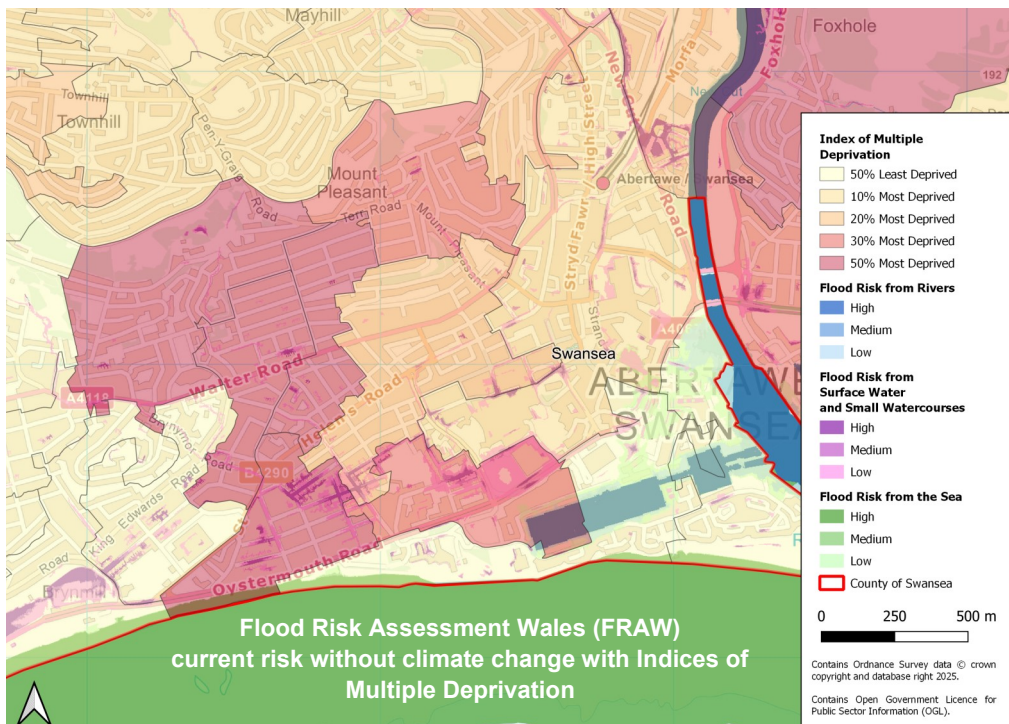 Mayhill
Foxhole
Foxhole
192
Townhill
Townhill
Pen-Y-Graig
Road
Mount
Pleasant
Terr Road
Mount Pleasant
Stryd Fawr / High Street
New Cut
Road
Morfa
Abertawe / Swansea
Strand
Swansea
ABERTAWE
SWANSEA
Walter Road
A4118
Helen's Road
Brynymor Road
B4290
King Edwards Road
Road
Brynmill
Oystermouth Road
Flood Risk Assessment Wales (FRAW)
current risk without climate change with Indices of
Multiple Deprivation
Index of Multiple
Deprivation
50% Least Deprived
10% Most Deprived
20% Most Deprived
30% Most Deprived
50% Most Deprived
Flood Risk from Rivers
High
Medium
Low
Flood Risk from
Surface Water
and Small Watercourses
High
Medium
Low
Flood Risk from the Sea
High
Medium
Low
County of Swansea
0 250 500 m
Contains Ordnance Survey data © crown
copyright and database right 2025.
Contains Open Government Licence for
Public Sector Information (OGL).